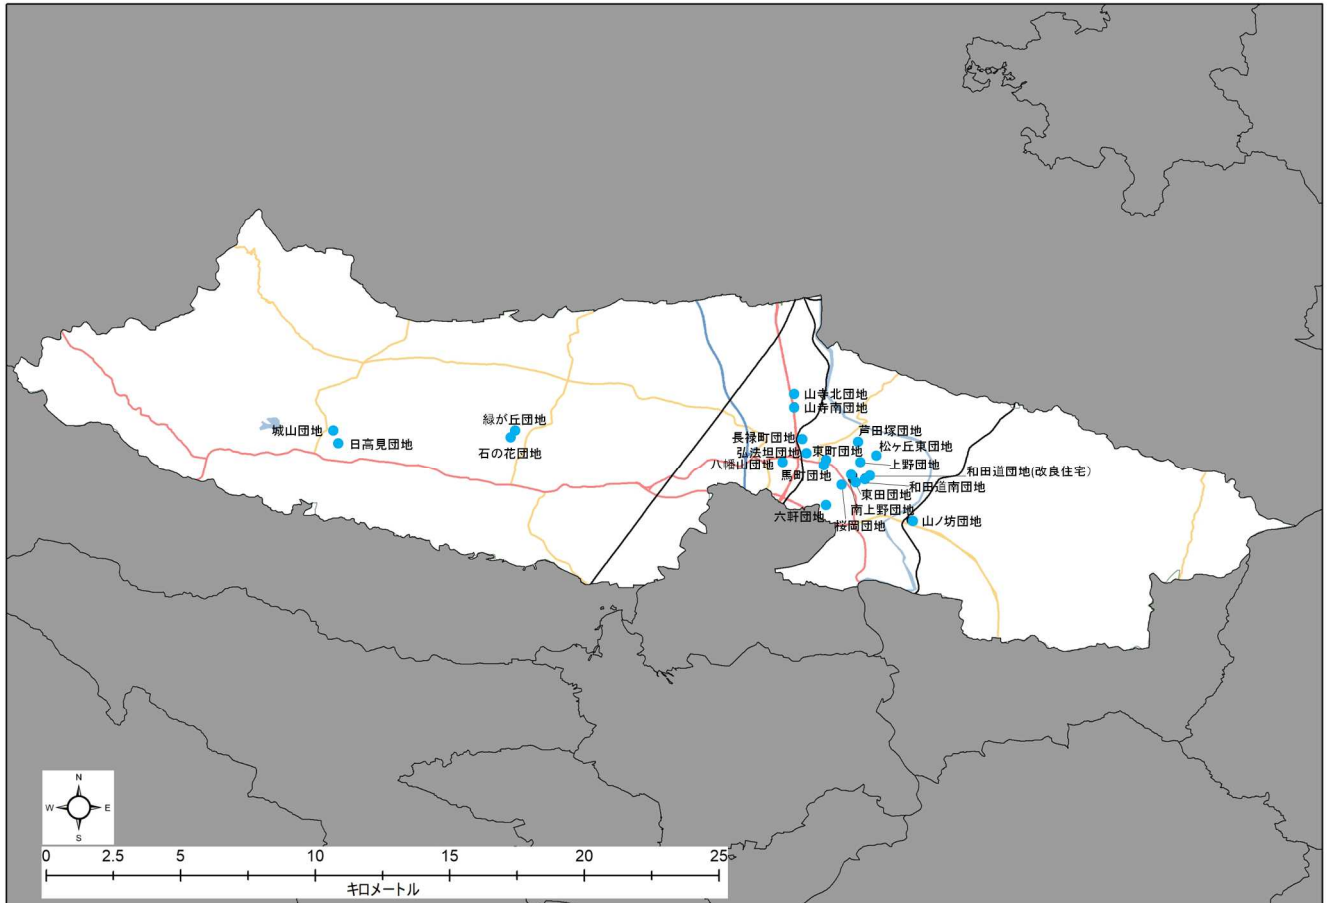 山寺北団地
山寺南団地
緑が丘団地
芦田塚団地
城山団地
長禄町団地
日高見団地
松ヶ丘東団地
石の花団地
弘法坦団地
東町団地
八幡山団地
上野団地
和田道団地(改良住宅)
馬町団地
和田道南団地
東田団地
南上野団地
六軒団地
桜岡団地
山ノ坊団地
N
W
E
S
0
2.5
5
10
15
20
25
キロメートル